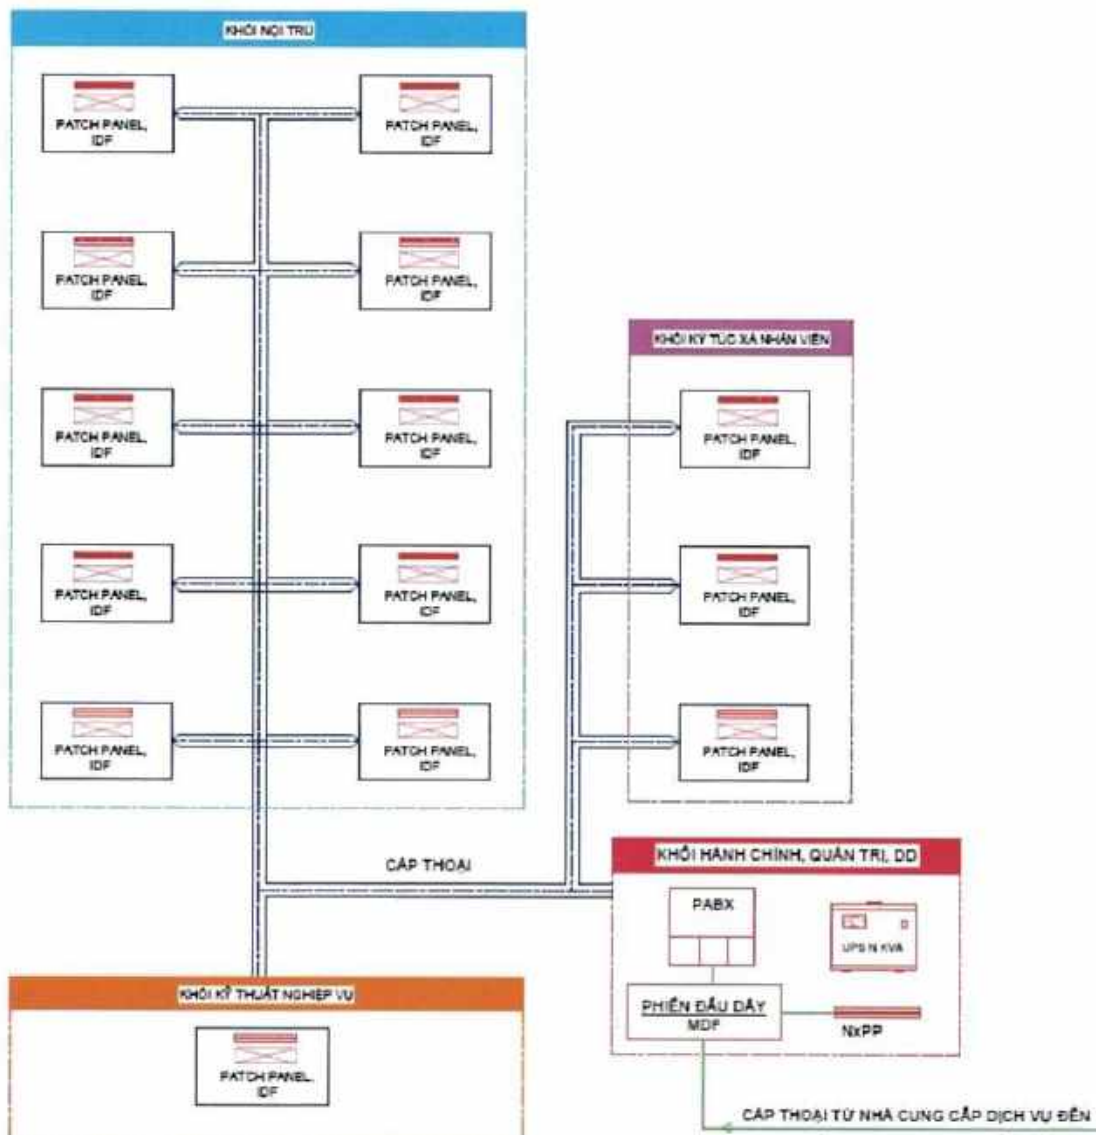 KHỐI NỘI TRÚ
PATCH PANEL,
IDF
PATCH PANEL,
IDF
PATCH PANEL,
IDF
PATCH PANEL,
IDF
PATCH PANEL,
IDF
PATCH PANEL,
IDF
PATCH PANEL,
IDF
PATCH PANEL,
IDF
PATCH PANEL,
IDF
PATCH PANEL,
IDF
KHỐI KÝ TÚC XÁ NHÂN VIÊN
PATCH PANEL,
IDF
PATCH PANEL,
IDF
PATCH PANEL,
IDF
CÁP THOẠI
KHỐI HÀNH CHÍNH, QUẢN TRỊ, DD
PABX
UPS N KVA
PHIẾN ĐẤU DÂY
MDF
NxPP
KHỐI KỸ THUẬT NGHIỆP VỤ
PATCH PANEL,
IDF
CÁP THOẠI TỪ NHÀ CUNG CẤP DỊCH VỤ ĐẾN